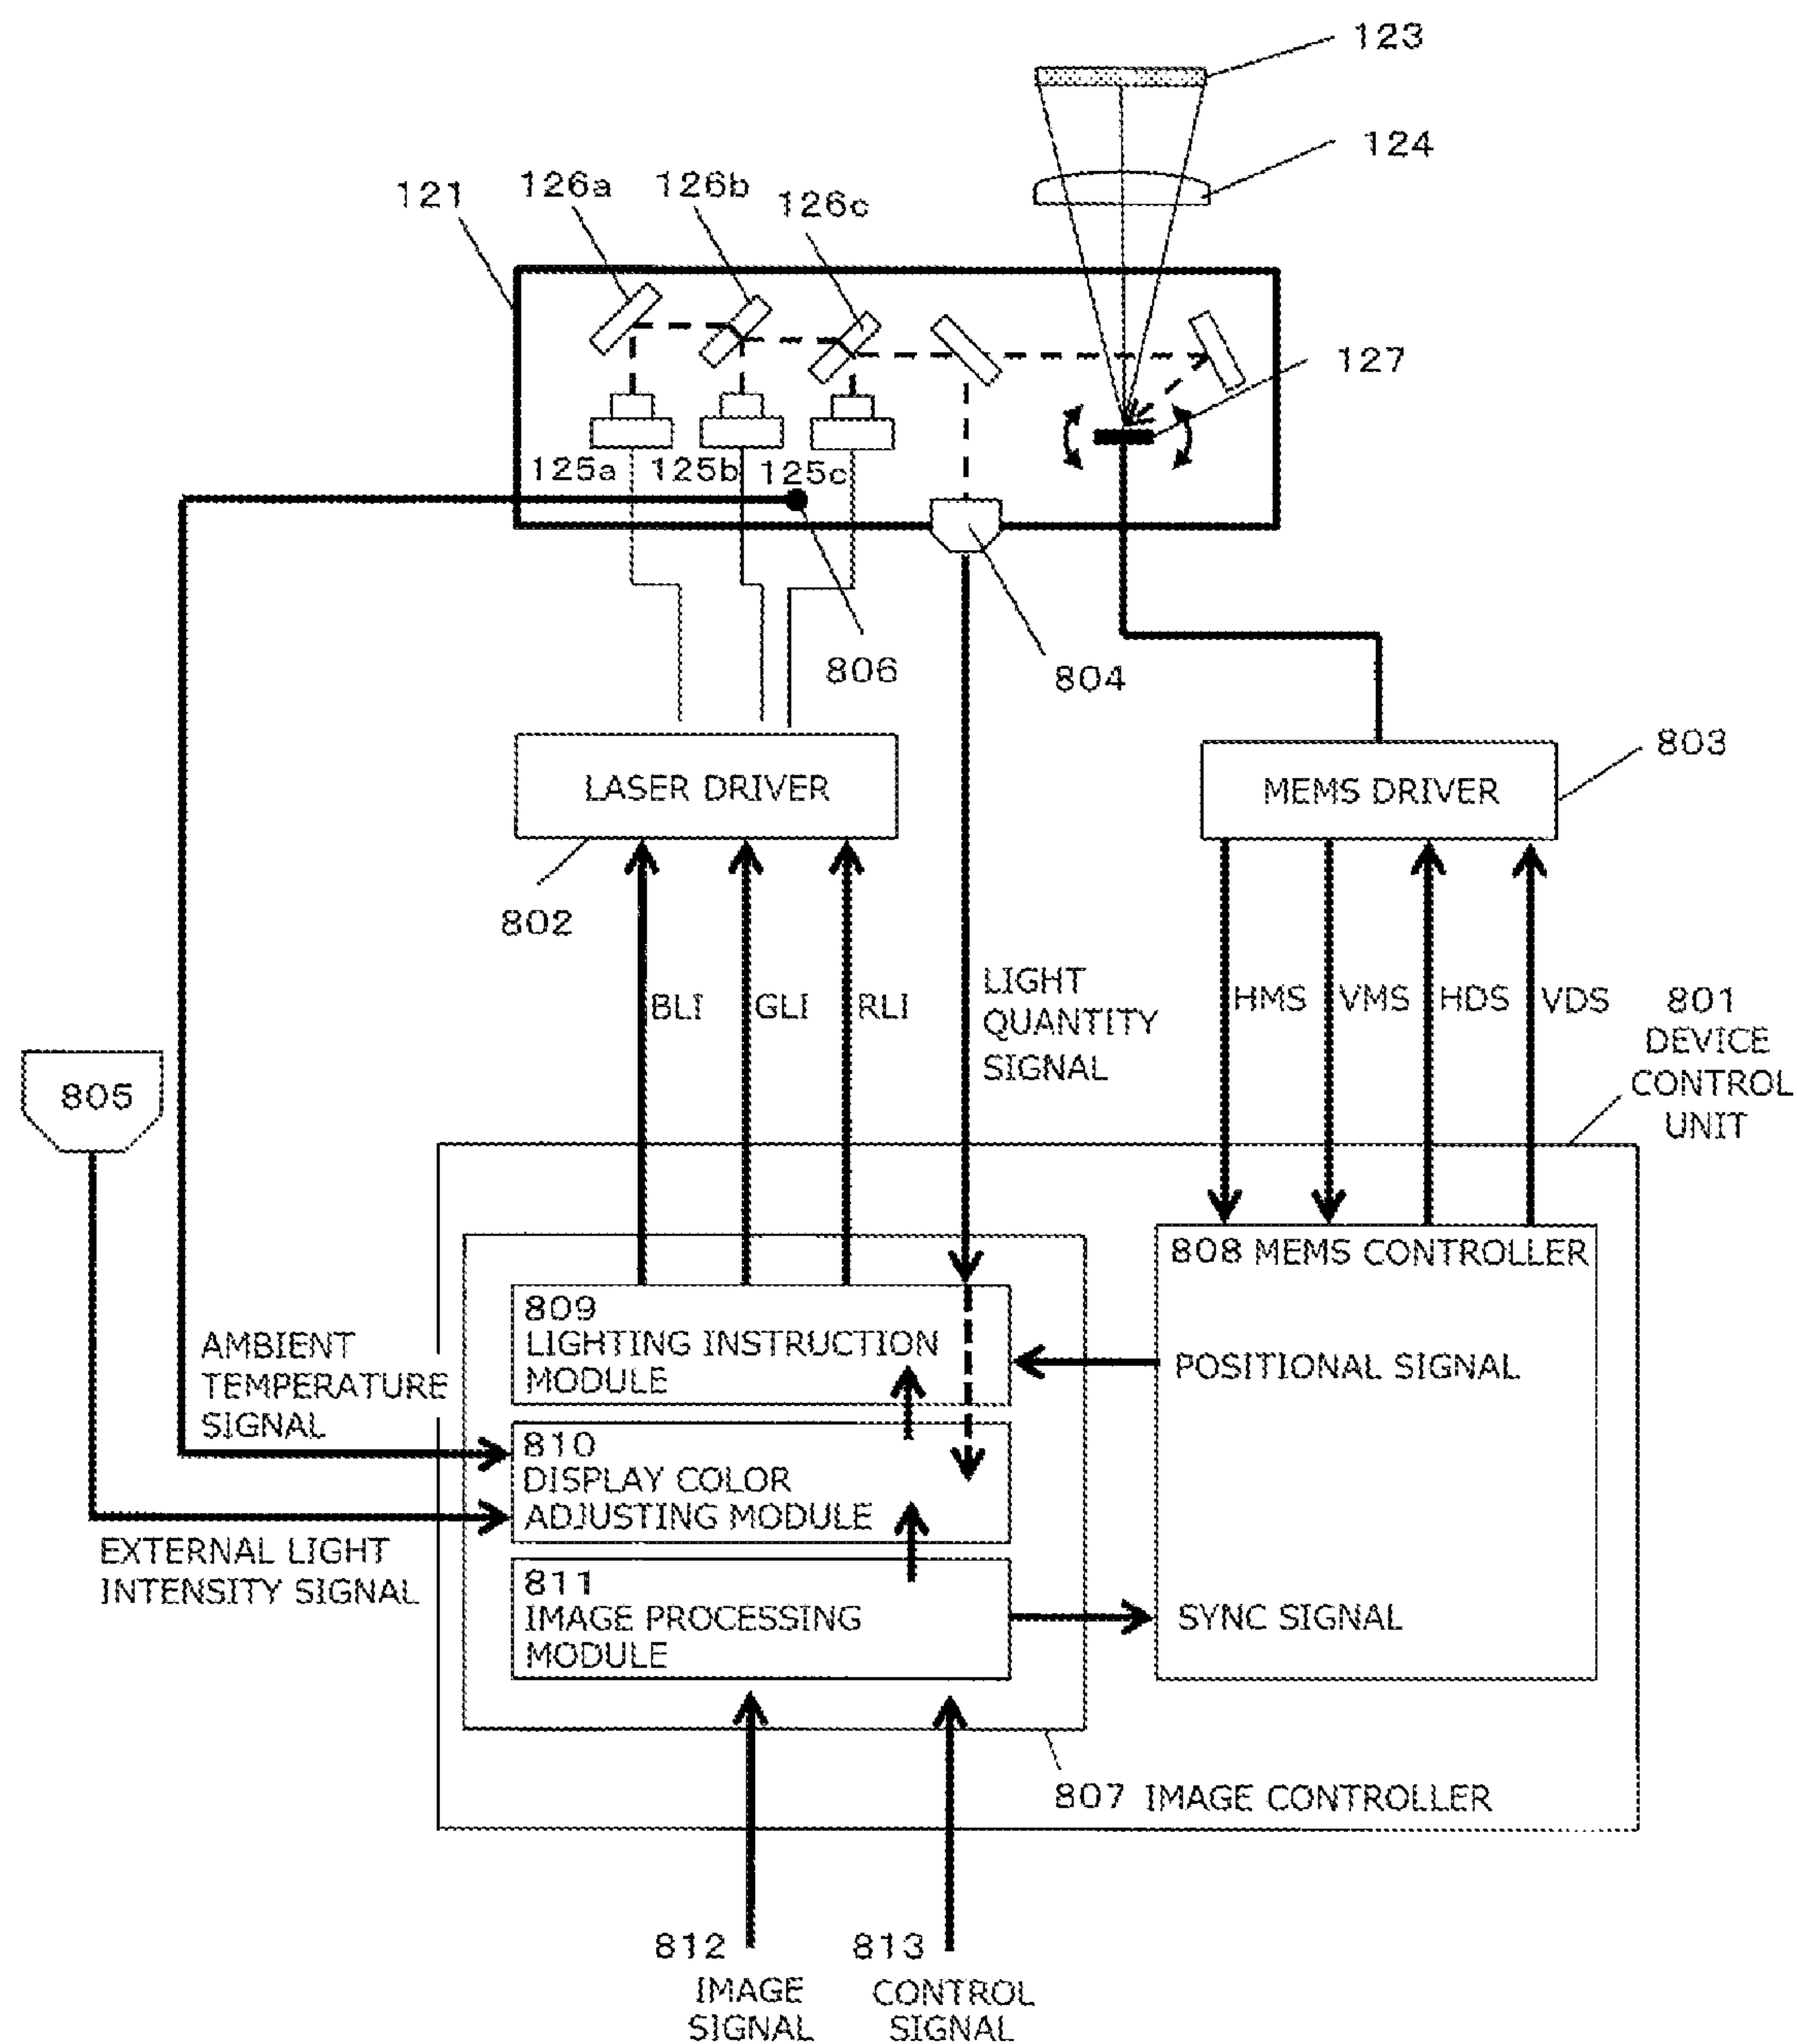 123
124
121
126a
126b
126c
127
125a
125b
125c
806
804
LASER DRIVER
802
MEMS DRIVER
803
BLI
GLI
RLI
LIGHT
QUANTITY
SIGNAL
HMS
VMS
HDS
VDS
801
DEVICE
CONTROL
UNIT
805
808 MEMS CONTROLLER
809
LIGHTING INSTRUCTION
MODULE
POSITIONAL SIGNAL
AMBIENT
TEMPERATURE
SIGNAL
810
DISPLAY COLOR
ADJUSTING MODULE
EXTERNAL LIGHT
INTENSITY SIGNAL
811
IMAGE PROCESSING
MODULE
SYNC SIGNAL
807 IMAGE CONTROLLER
812
IMAGE
SIGNAL
813
CONTROL
SIGNAL